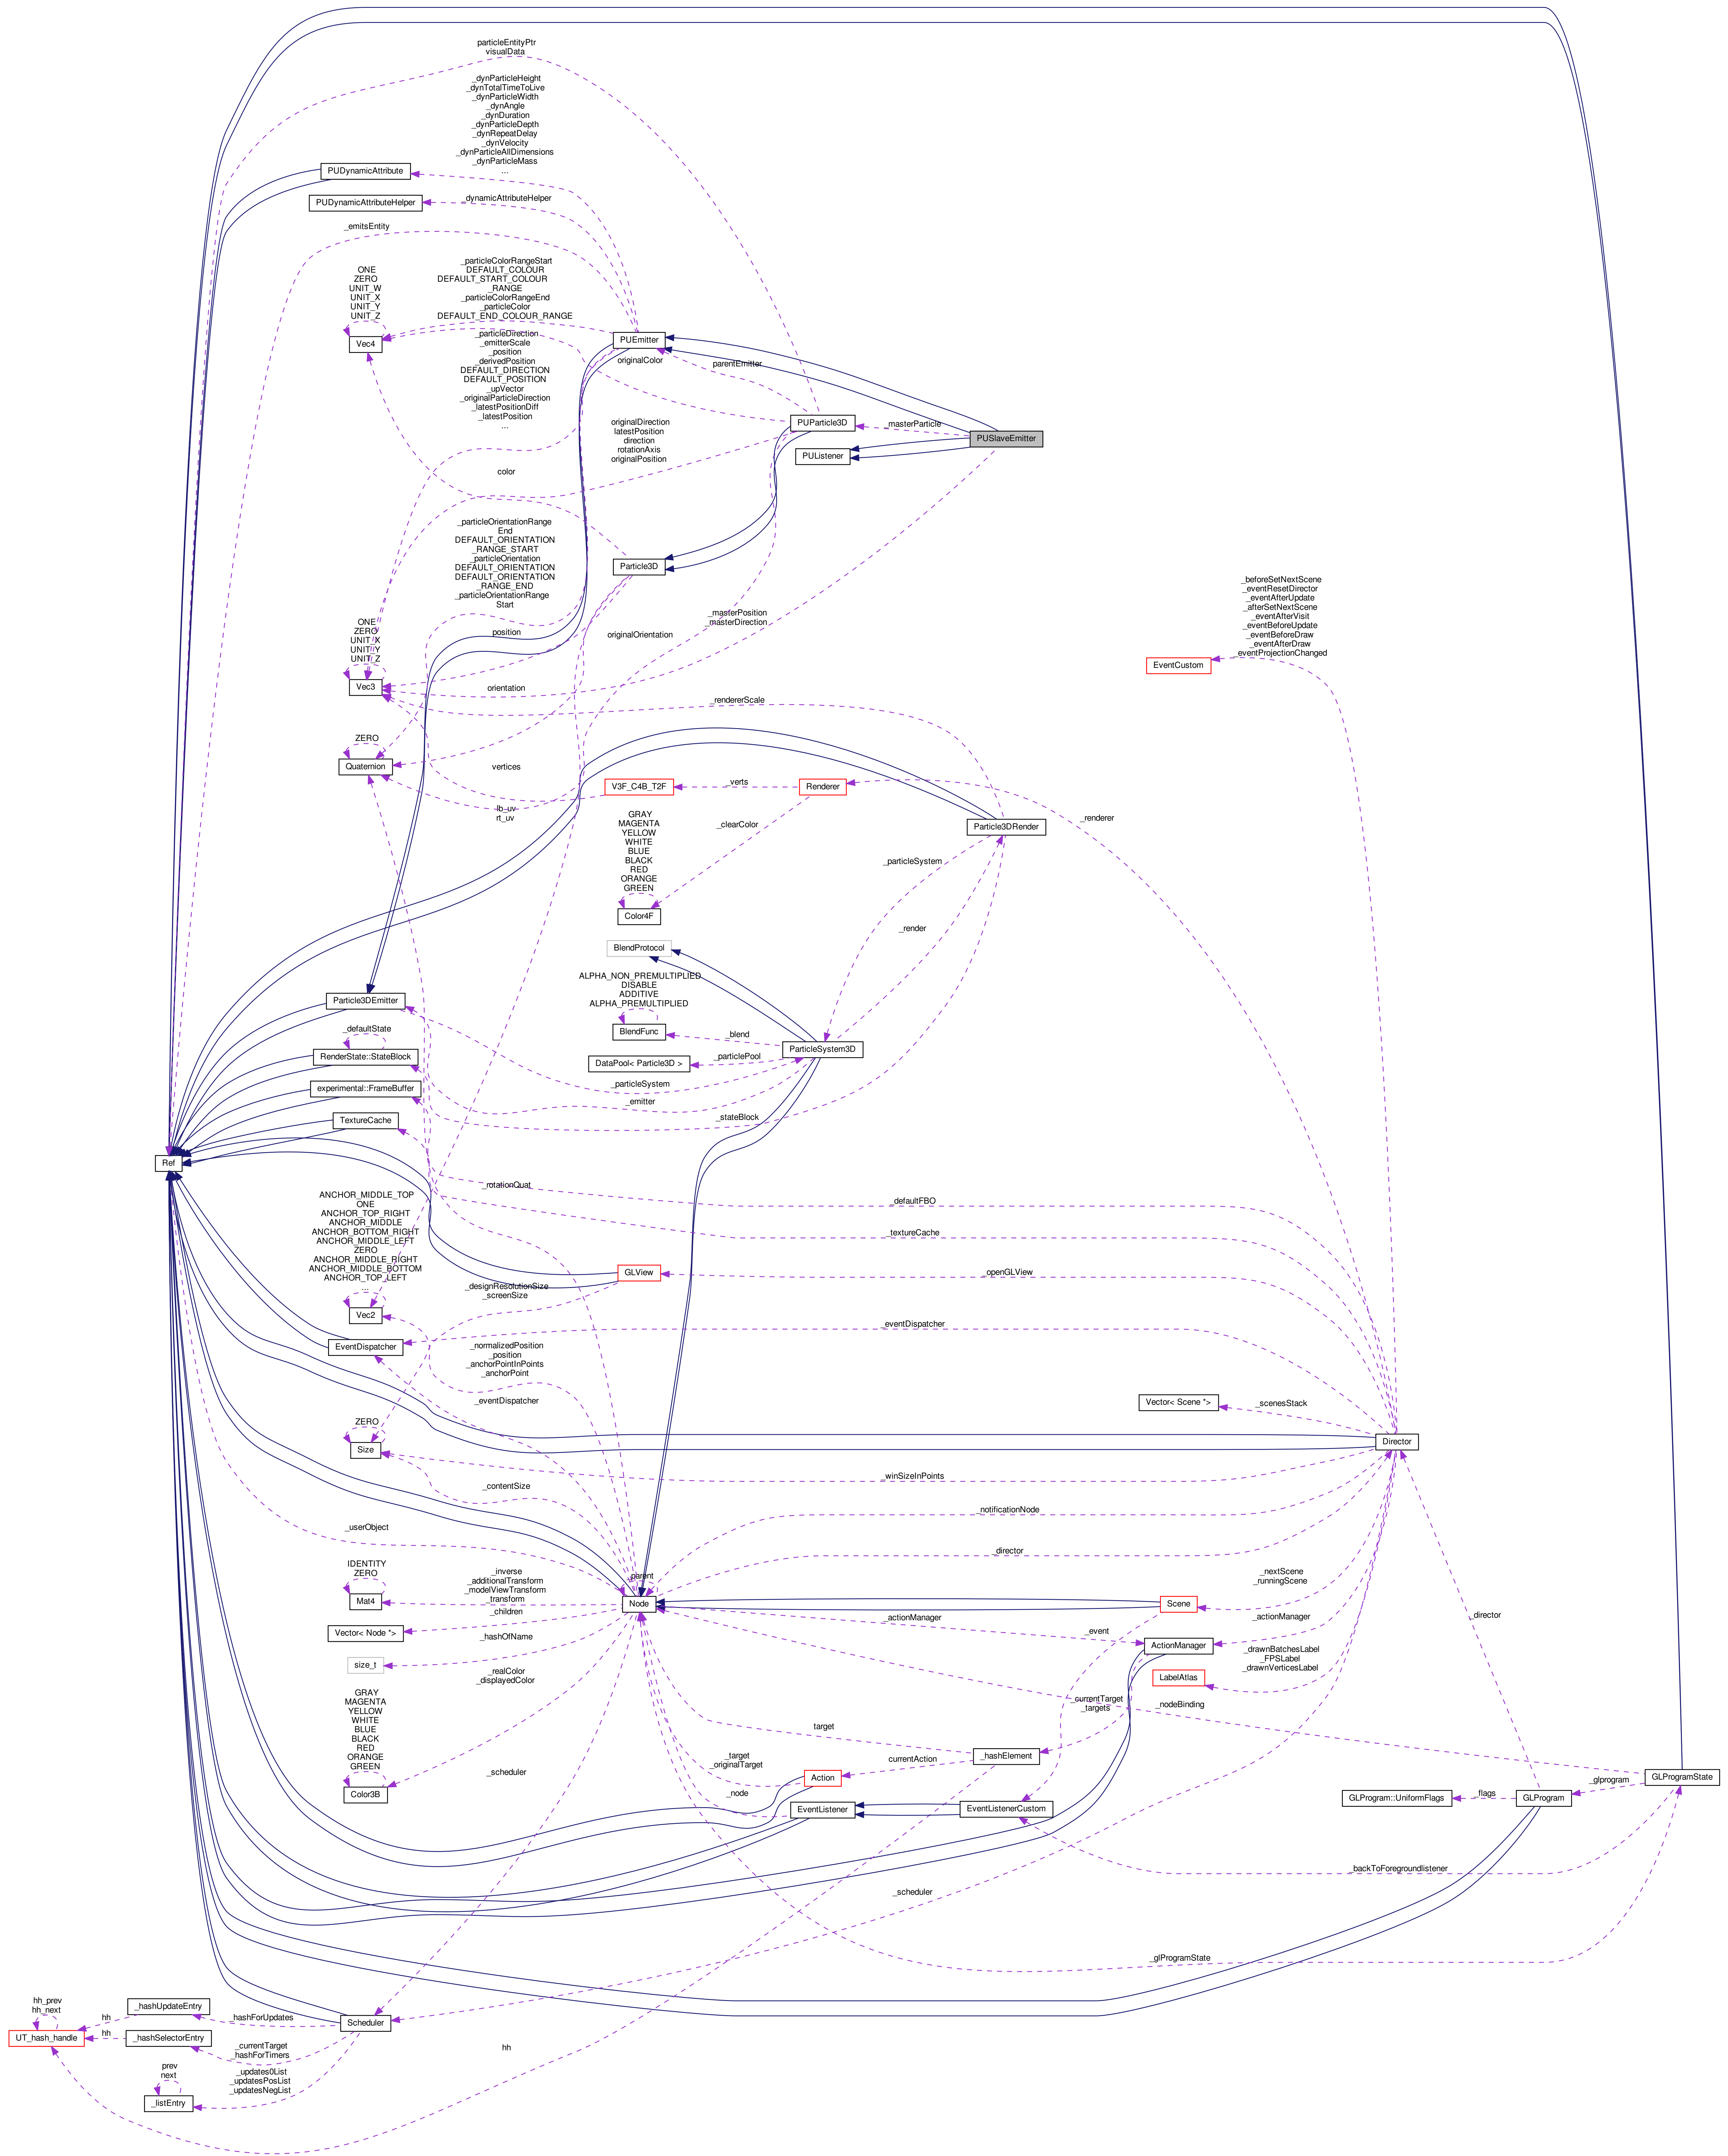 particleEntityPtr
visualData
_dynParticleHeight
_dynTotalTimeToLive
_dynParticleWidth
_dynAngle
_dynDuration
_dynParticleDepth
_dynRepeatDelay
_dynVelocity
_dynParticleAllDimensions
_dynParticleMass
...
PUDynamicAttribute
PUDynamicAttributeHelper
_dynamicAttributeHelper
_emitsEntity
ONE
ZERO
UNIT_W
UNIT_X
UNIT_Y
UNIT_Z
Vec4
_particleColorRangeStart
DEFAULT_COLOUR
DEFAULT_START_COLOUR
_RANGE
_particleColorRangeEnd
_particleColor
DEFAULT_END_COLOUR_RANGE
_particleDirection
_emitterScale
_position
_derivedPosition
DEFAULT_DIRECTION
DEFAULT_POSITION
_upVector
_originalParticleDirection
_latestPositionDiff
_latestPosition
...
PUEmitter
originalColor
parentEmitter
PUParticle3D
_masterParticle
PUSlaveEmitter
PUListener
originalDirection
latestPosition
direction
rotationAxis
originalPosition
color
_particleOrientationRange
End
DEFAULT_ORIENTATION
_RANGE_START
_particleOrientation
DEFAULT_ORIENTATION
DEFAULT_ORIENTATION
_RANGE_END
_particleOrientationRange
Start
Particle3D
_masterPosition
_masterDirection
originalOrientation
position
orientation
ONE
ZERO
UNIT_X
UNIT_Y
UNIT_Z
Vec3
_beforeSetNextScene
_eventResetDirector
_eventAfterUpdate
_afterSetNextScene
_eventAfterVisit
_eventBeforeUpdate
_eventBeforeDraw
_eventAfterDraw
_eventProjectionChanged
EventCustom
_rendererScale
ZERO
Quaternion
vertices
V3F_C4B_T2F
_verts
Renderer
lb_uv
rt_uv
_clearColor
GRAY
MAGENTA
YELLOW
WHITE
BLUE
BLACK
RED
ORANGE
GREEN
Color4F
Particle3DRender
_renderer
_particleSystem
_render
BlendProtocol
ALPHA_NON_PREMULTIPLIED
DISABLE
ADDITIVE
ALPHA_PREMULTIPLIED
BlendFunc
_blend
ParticleSystem3D
DataPool< Particle3D >
_particlePool
Particle3DEmitter
_defaultState
RenderState::StateBlock
_particleSystem
experimental::FrameBuffer
_emitter
_stateBlock
TextureCache
Ref
_rotationQuat
_defaultFBO
_textureCache
ANCHOR_MIDDLE_TOP
ONE
ANCHOR_TOP_RIGHT
ANCHOR_MIDDLE
ANCHOR_BOTTOM_RIGHT
ANCHOR_MIDDLE_LEFT
ZERO
ANCHOR_MIDDLE_RIGHT
ANCHOR_MIDDLE_BOTTOM
ANCHOR_TOP_LEFT
...
Vec2
GLView
_openGLView
_designResolutionSize
_screenSize
EventDispatcher
_eventDispatcher
_normalizedPosition
_position
_anchorPointInPoints
_anchorPoint
_eventDispatcher
Vector< Scene *>
_scenesStack
Director
ZERO
Size
_winSizeInPoints
_contentSize
_notificationNode
_userObject
_director
IDENTITY
ZERO
Mat4
_inverse
_additionalTransform
_modelViewTransform
_transform
_parent
Node
Scene
_nextScene
_runningScene
_children
Vector< Node *>
_actionManager
_event
_actionManager
ActionManager
_hashOfName
size_t
_drawnBatchesLabel
_FPSLabel
_drawnVerticesLabel
LabelAtlas
_realColor
_displayedColor
GRAY
MAGENTA
YELLOW
WHITE
BLUE
BLACK
RED
ORANGE
GREEN
Color3B
_currentTarget
_targets
_nodeBinding
_director
target
_hashElement
currentAction
_target
_originalTarget
Action
_scheduler
_node
EventListener
EventListenerCustom
GLProgram::UniformFlags
_flags
GLProgram
_glprogram
GLProgramState
_backToForegroundlistener
_scheduler
_glProgramState
hh_prev
hh_next
UT_hash_handle
hh
_hashUpdateEntry
_hashForUpdates
Scheduler
hh
_hashSelectorEntry
_currentTarget
_hashForTimers
hh
prev
next
_listEntry
_updates0List
_updatesPosList
_updatesNegList